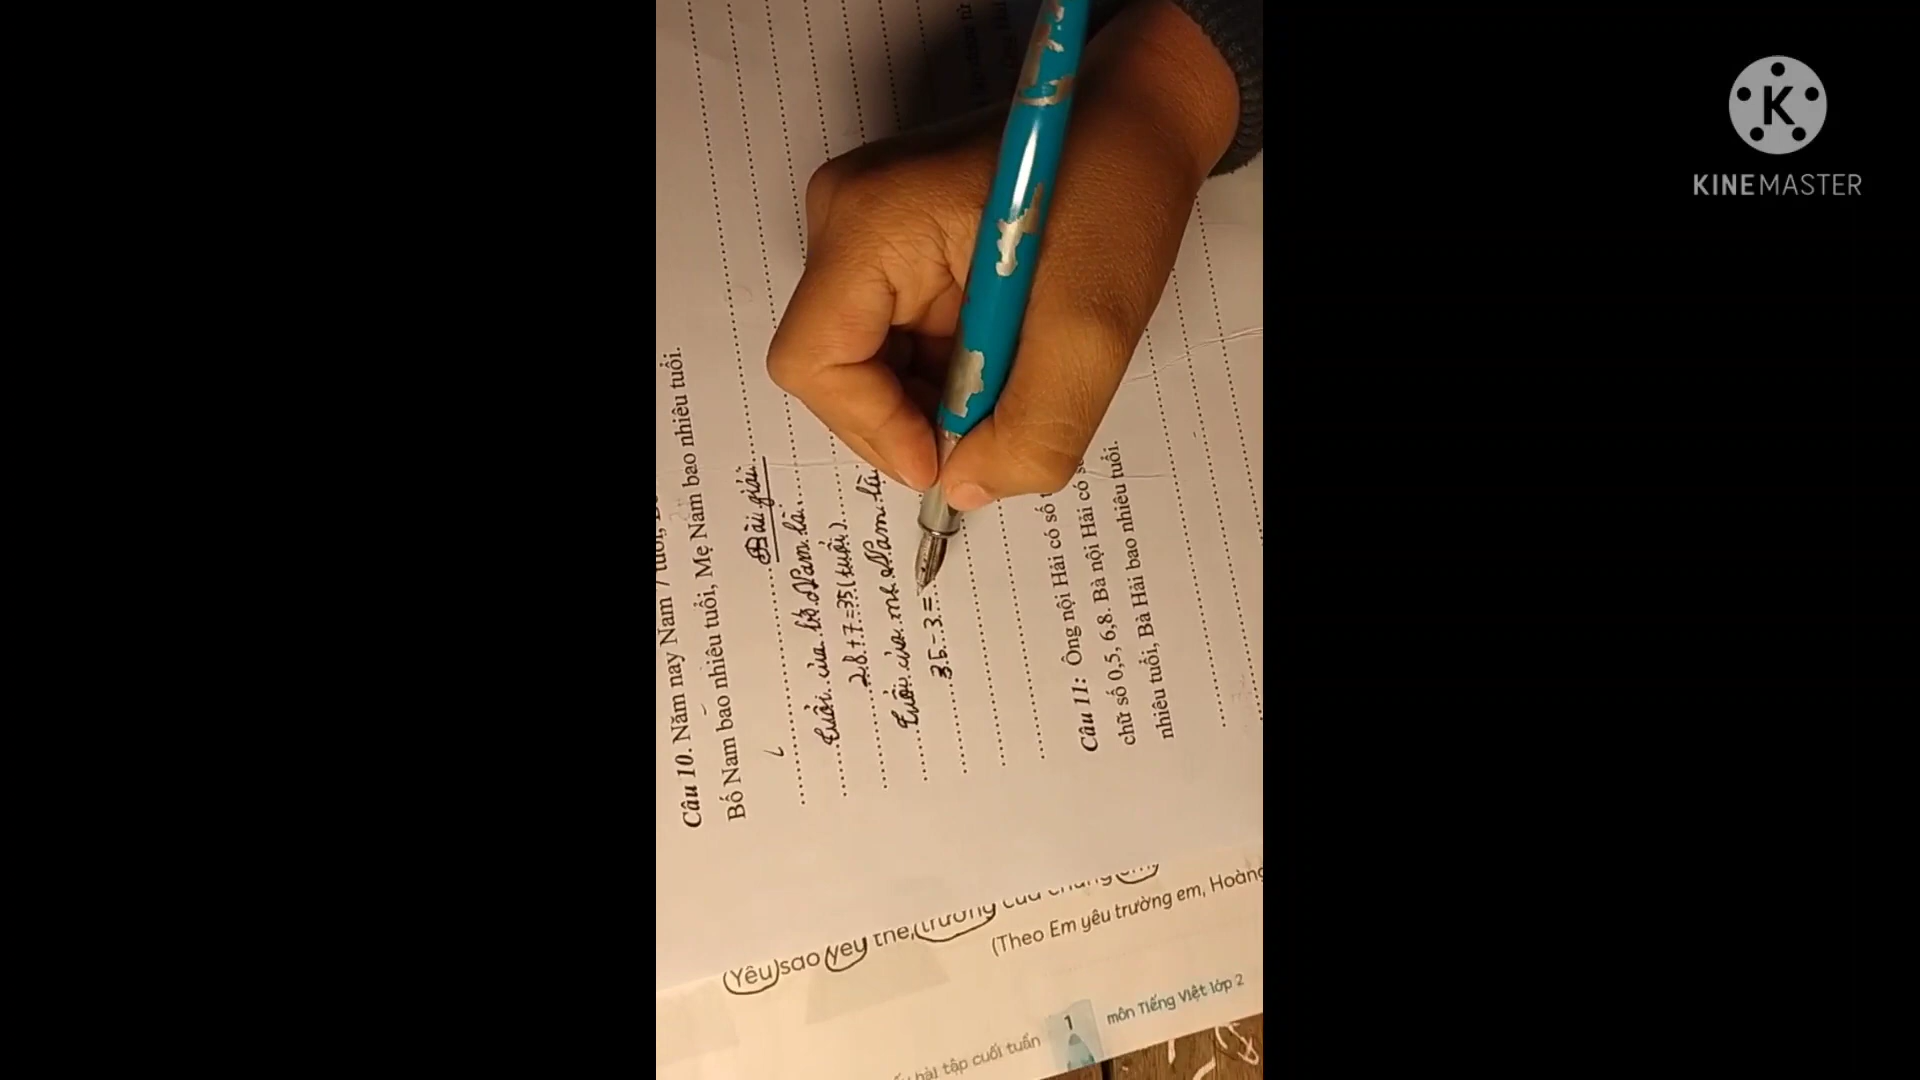 Câu 10. Năm nay Nam 7 tuổi,
Bố Nam bao nhiêu tuổi, Mẹ Nam bao nhiêu tuổi.
Bài giải
Tuổi của bố Nam là
28 + 7 = 35 (tuổi)
Tuổi của mẹ Nam là
35 - 3 =
Câu 11: Ông nội Hải có số
chữ số 0,5, 6,8. Bà nội Hải có
nhiêu tuổi, Bà Hải bao nhiêu tuổi.
Yêu sao yêu thế, trường của chúng em
(Theo Em yêu trường em, Hoàng
bài tập cuối tuần 1 môn Tiếng Việt lớp 2
K
KINEMASTER